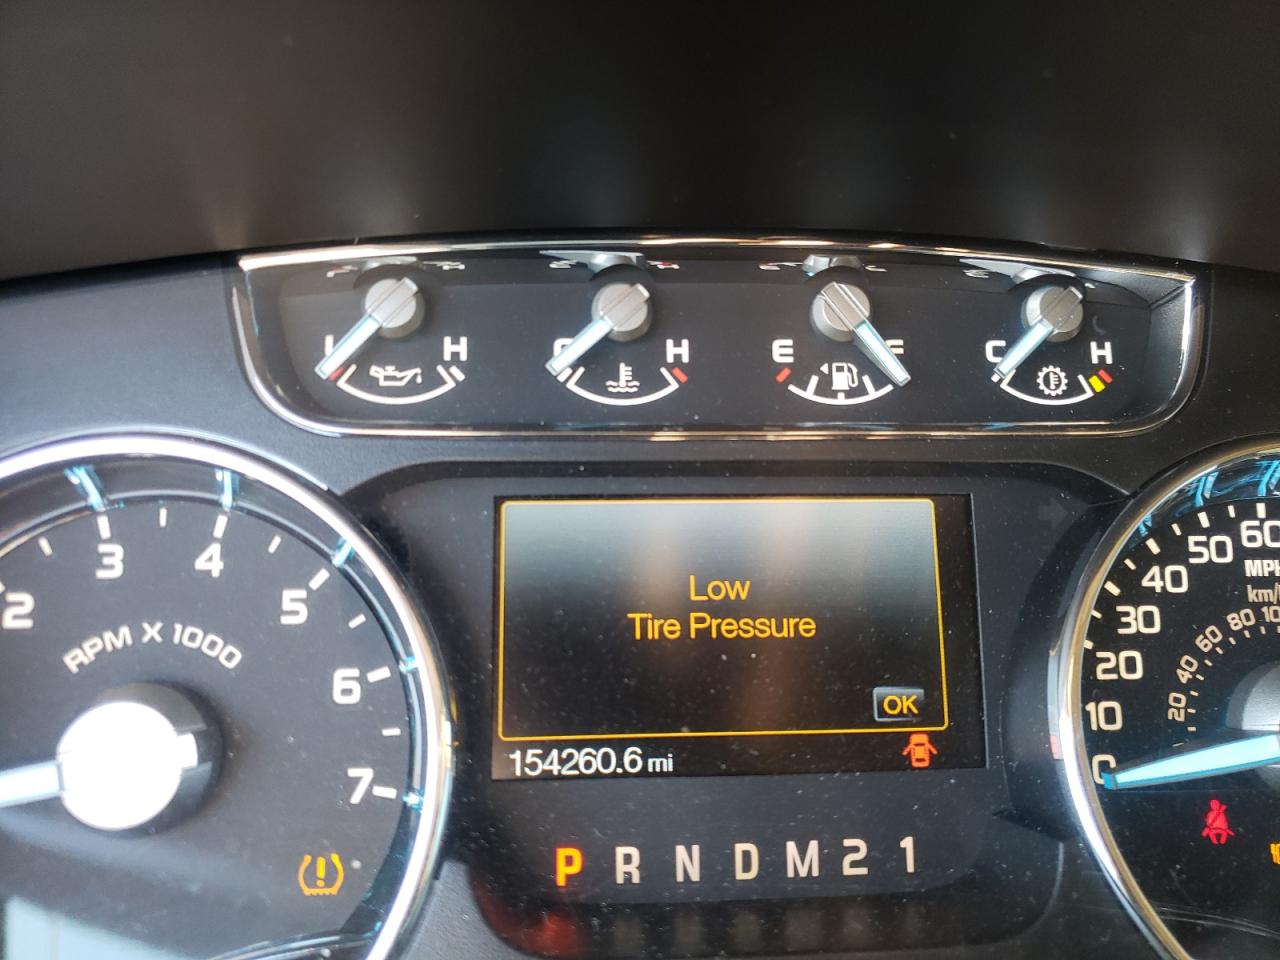 L H
C H
E F
C H
2 3 4 5 6 7
RPM X 1000
Low
Tire Pressure
OK
154260.6 mi
P R N D M 2 1
0 10 20 30 40 50 60
MPH
km/
20 40 60 80